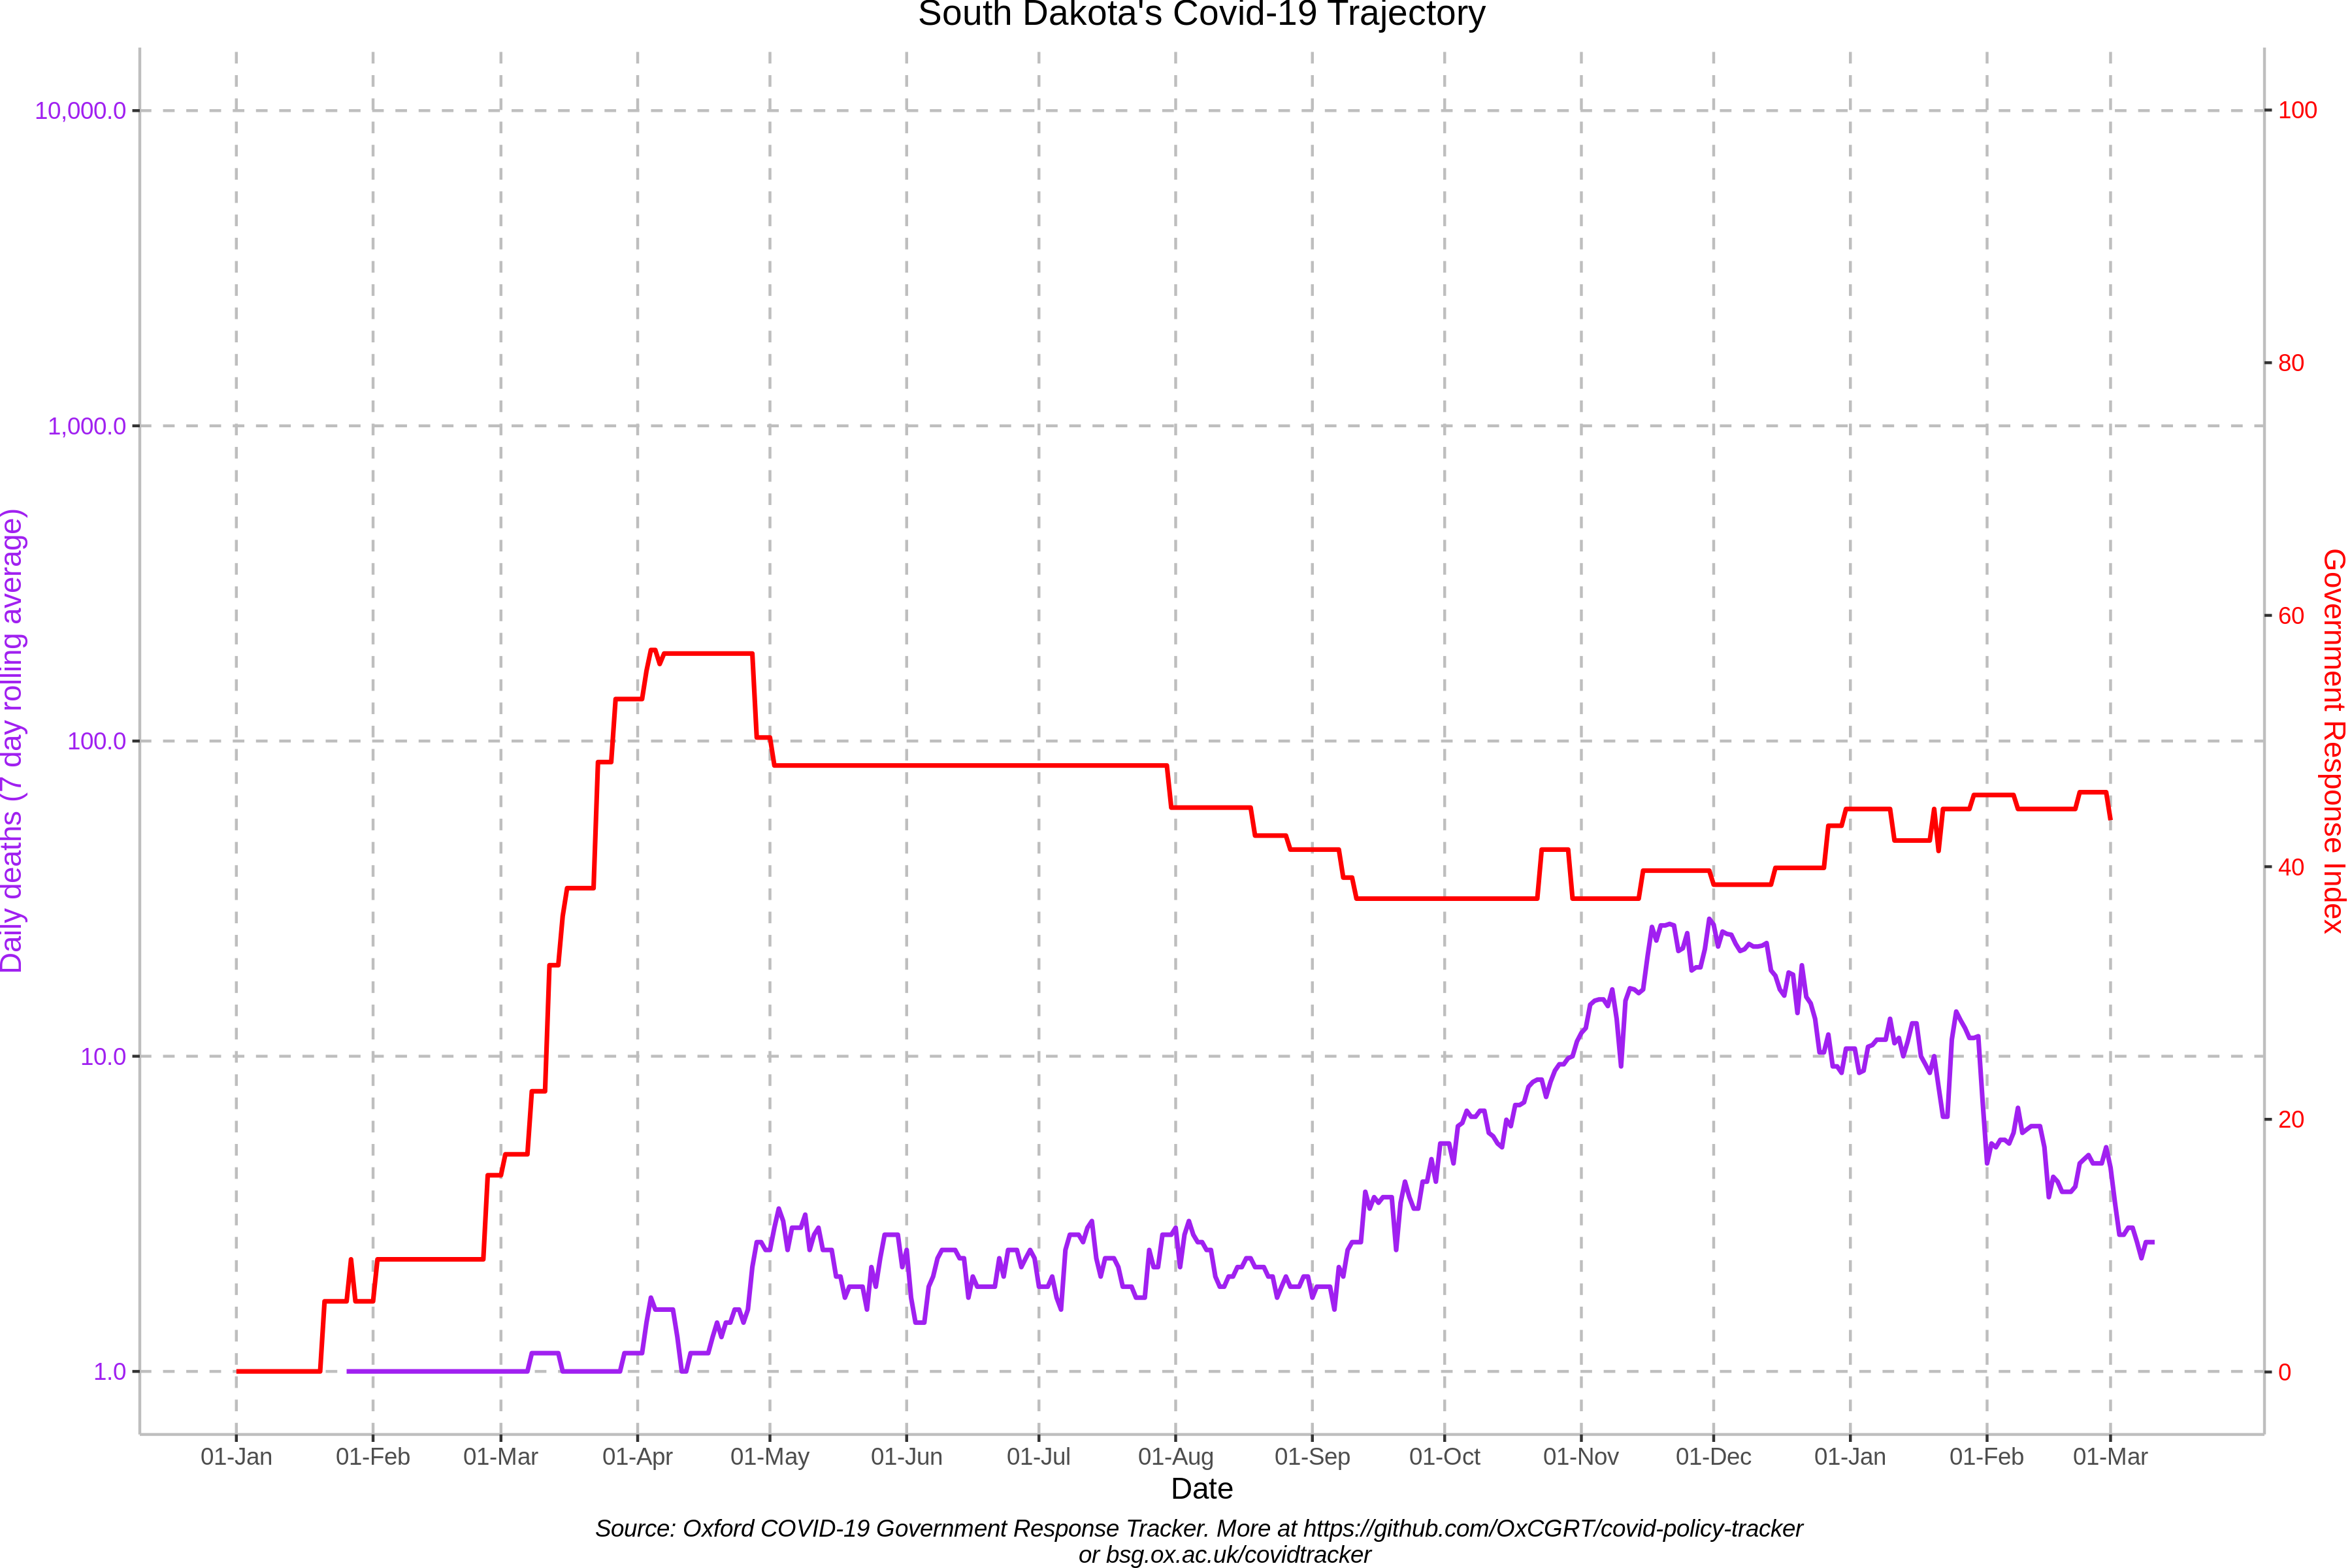 South Dakota's Covid-19 Trajectory
10,000.0
1,000.0
100.0
10.0
1.0
Daily deaths (7 day rolling average)
100
80
60
40
20
0
Government Response Index
01-Jan 01-Feb 01-Mar 01-Apr 01-May 01-Jun 01-Jul 01-Aug 01-Sep 01-Oct 01-Nov 01-Dec 01-Jan 01-Feb 01-Mar
Date
Source: Oxford COVID-19 Government Response Tracker. More at https://github.com/OxCGRT/covid-policy-tracker
or bsg.ox.ac.uk/covidtracker